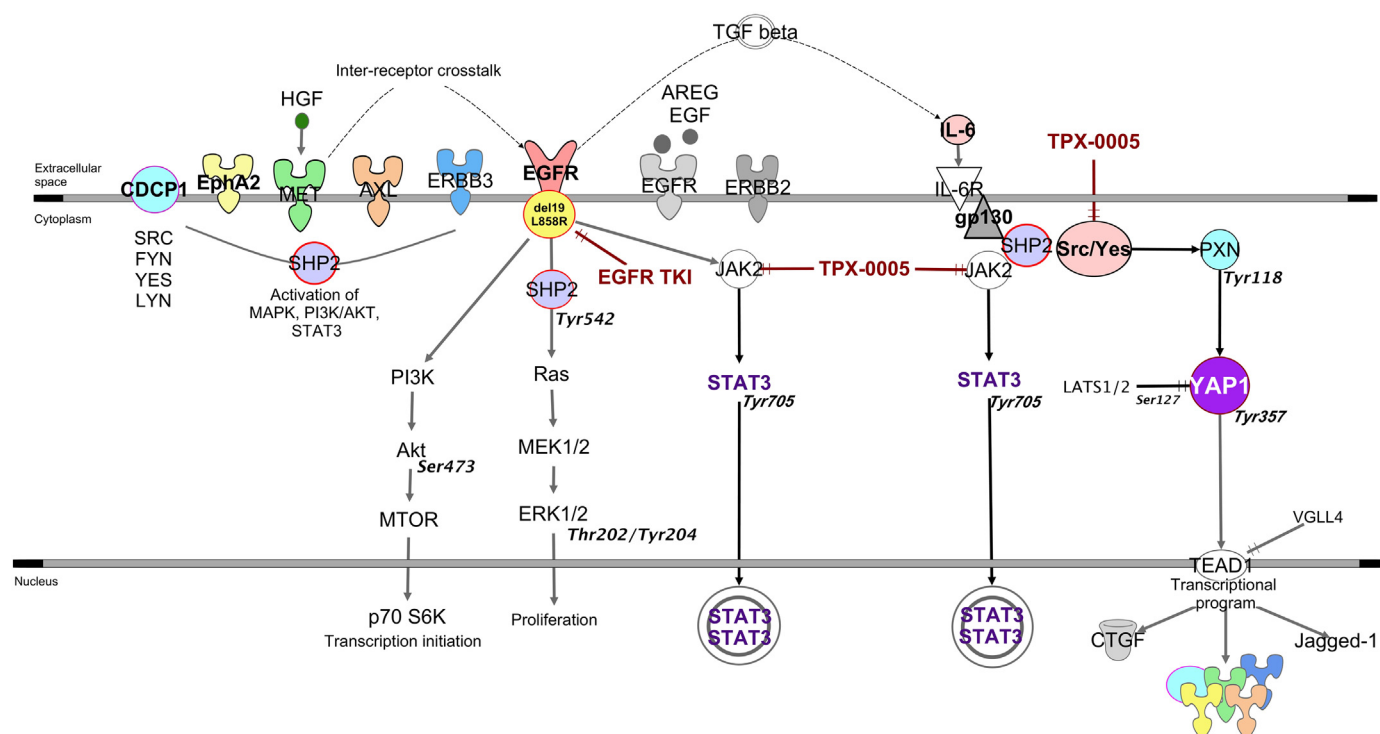 TGF beta
Inter-receptor crosstalk
HGF
AREG
EGF
IL-6
TPX-0005
Extracellular
space
Cytoplasm
CDCP1
EphA2
MET
AXL
ERBB3
EGFR
del19
L858R
EGFR
ERBB2
IL-6R
gp130
SHP2
Src/Yes
PXN
Tyr118
SRC
FYN
YES
LYN
SHP2
Activation of
MAPK, PI3K/AKT,
STAT3
EGFR TKI
SHP2
Tyr542
JAK2
TPX-0005
JAK2
PI3K
Ras
STAT3
Tyr705
STAT3
Tyr705
LATS1/2
Ser127
YAP1
Tyr357
Akt
Ser473
MEK1/2
MTOR
ERK1/2
Thr202/Tyr204
VGLL4
Nucleus
TEAD1
Transcriptional
program
p70 S6K
Transcription initiation
Proliferation
STAT3
STAT3
STAT3
STAT3
CTGF
Jagged-1